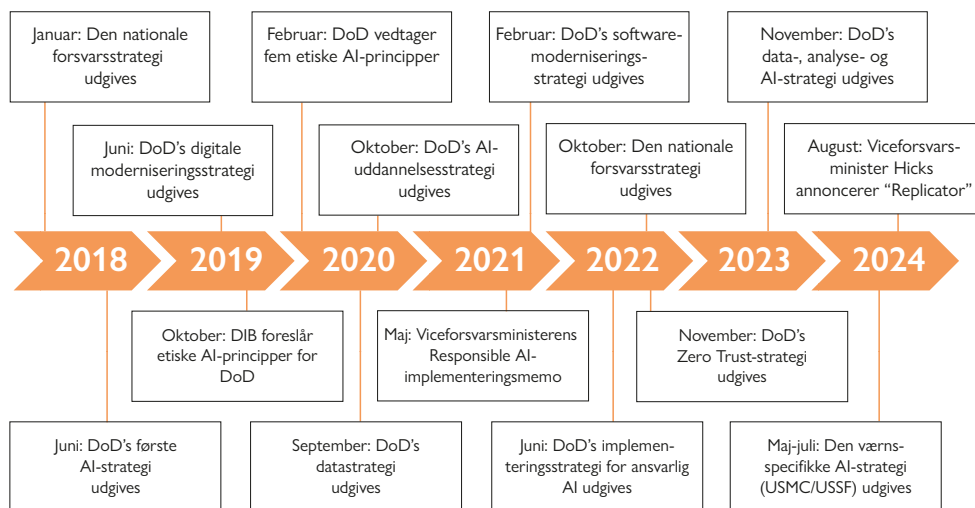 Januar: Den nationale
forsvarsstrategi
udgives
Februar: DoD vedtager
fem etiske AI-principper
Februar: DoD's software-
moderniserings-
strategi udgives
November: DoD's
data-, analyse- og
AI-strategi udgives
Juni: DoD's digitale
moderniseringsstrategi
udgives
Oktober: DoD's AI-
uddannelsesstrategi
udgives
Oktober: Den nationale
forsvarsstrategi
udgives
August: Viceforsvars-
minister Hicks
annoncerer “Replicator”
2018
2019
2020
2021
2022
2023
2024
Oktober: DIB foreslår
etiske AI-principper for
DoD
Maj: Viceforsvarsministerens
Responsible AI-
implementeringsmemo
November: DoD's
Zero Trust-strategi
udgives
Juni: DoD's første
AI-strategi
udgives
September: DoD's
datastrategi
udgives
Juni: DoD's implemen-
teringsstrategi for ansvarlig
AI udgives
Maj-juli: Den værns-
specifikke AI-strategi
(USMC/USSF) udgives